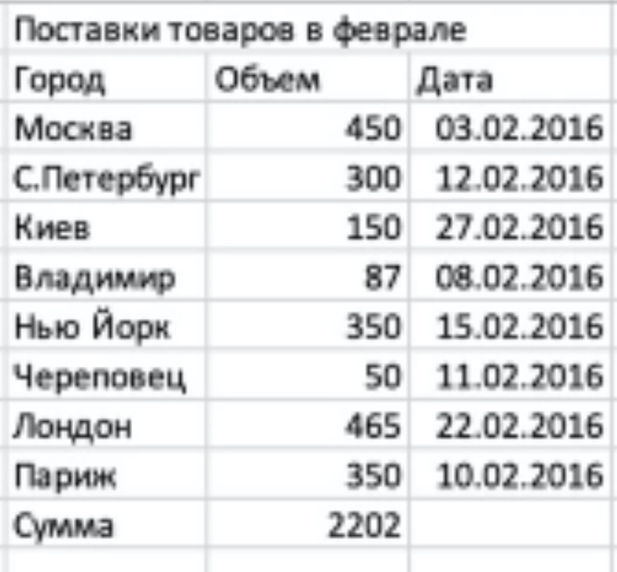 Поставки товаров в феврале
Город Объем Дата
Москва 450 03.02.2016
С.Петербург 300 12.02.2016
Киев 150 27.02.2016
Владимир 87 08.02.2016
Нью Йорк 350 15.02.2016
Череповец 50 11.02.2016
Лондон 465 22.02.2016
Париж 350 10.02.2016
Сумма 2202